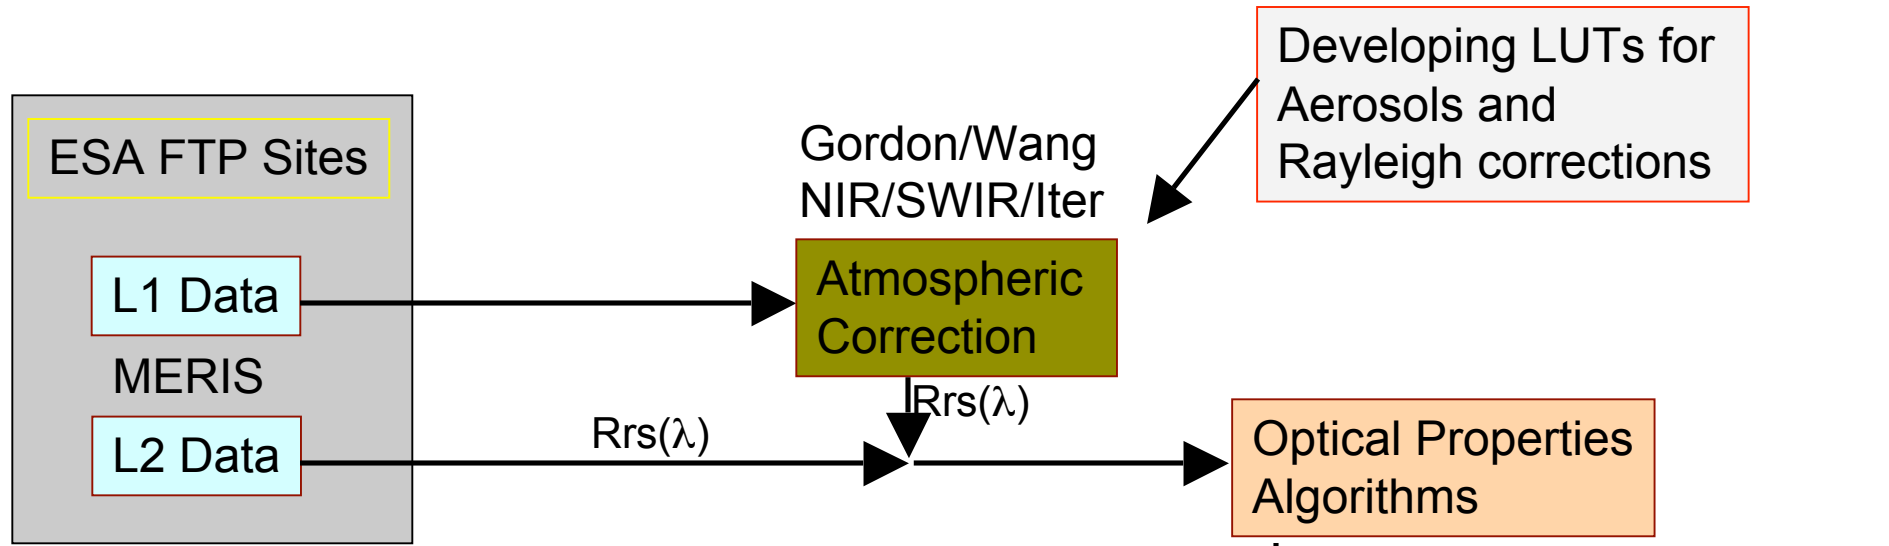 ESA FTP Sites
L1 Data
MERIS
L2 Data
Rrs(λ)
Gordon/Wang
NIR/SWIR/Iter
Atmospheric
Correction
Rrs(λ)
Developing LUTs for
Aerosols and
Rayleigh corrections
Optical Properties
Algorithms